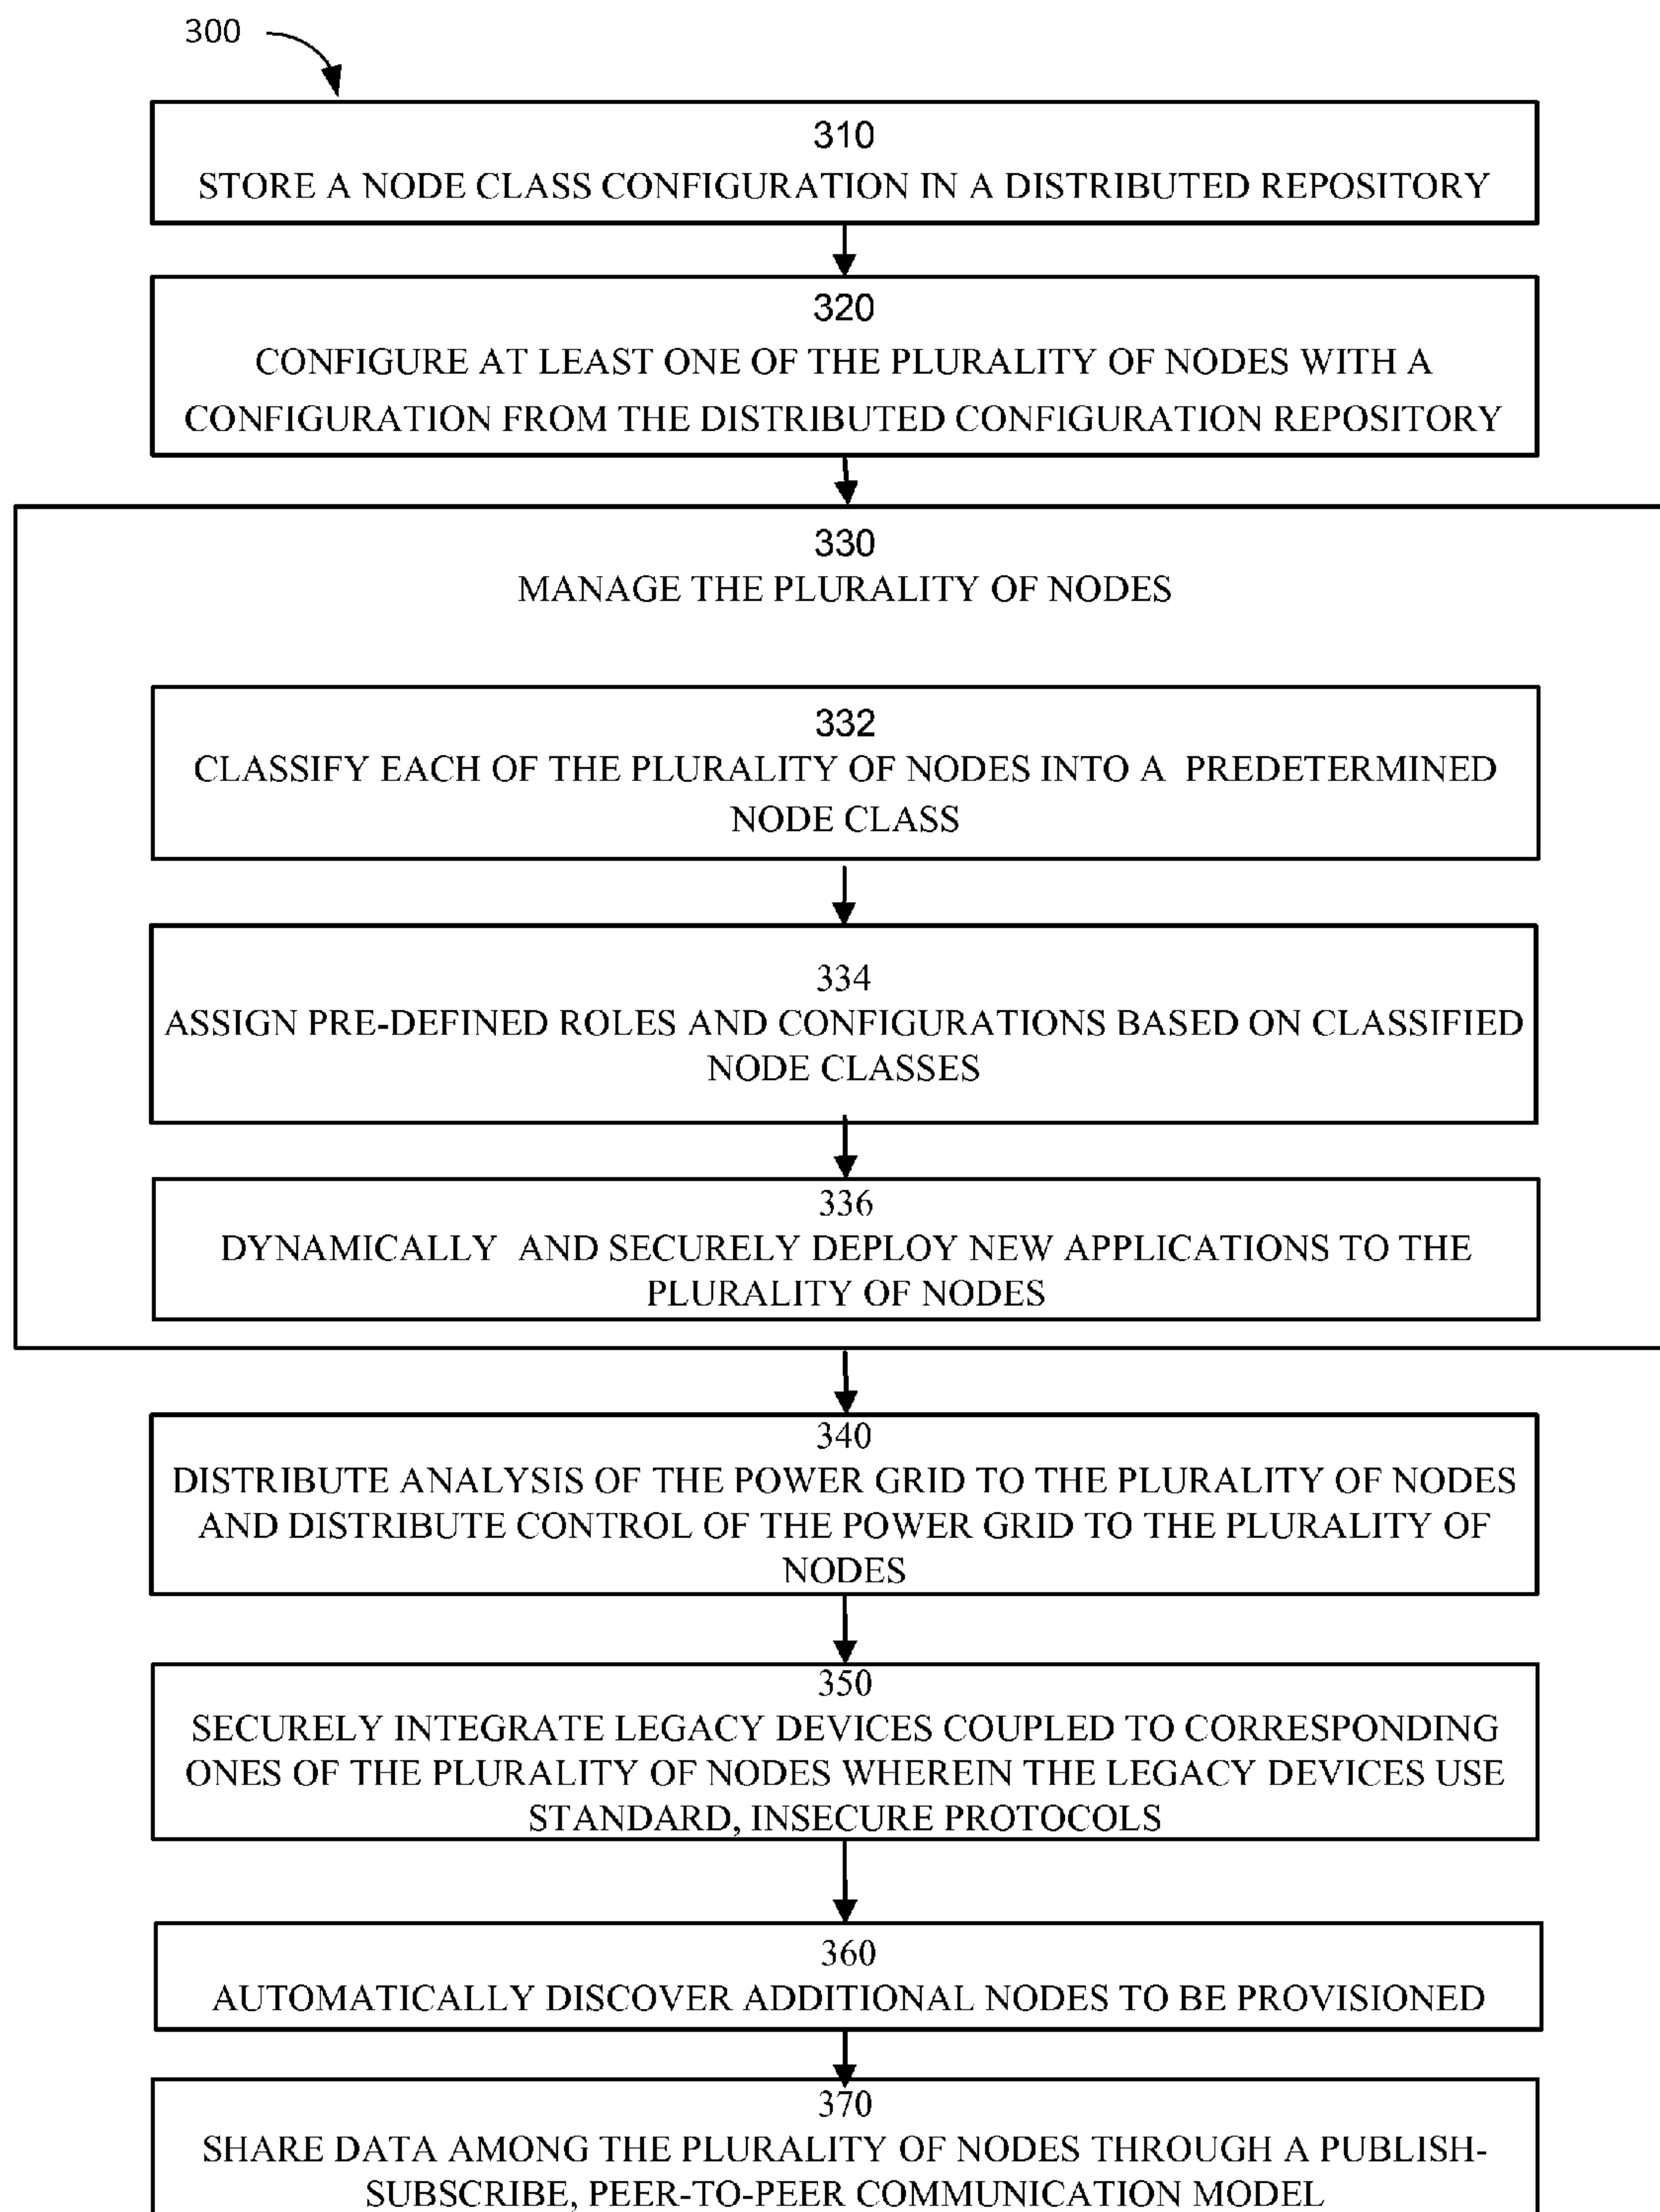 300
310
STORE A NODE CLASS CONFIGURATION IN A DISTRIBUTED REPOSITORY
320
CONFIGURE AT LEAST ONE OF THE PLURALITY OF NODES WITH A
CONFIGURATION FROM THE DISTRIBUTED CONFIGURATION REPOSITORY
330
MANAGE THE PLURALITY OF NODES
332
CLASSIFY EACH OF THE PLURALITY OF NODES INTO A PREDETERMINED
NODE CLASS
334
ASSIGN PRE-DEFINED ROLES AND CONFIGURATIONS BASED ON CLASSIFIED
NODE CLASSES
336
DYNAMICALLY AND SECURELY DEPLOY NEW APPLICATIONS TO THE
PLURALITY OF NODES
340
DISTRIBUTE ANALYSIS OF THE POWER GRID TO THE PLURALITY OF NODES
AND DISTRIBUTE CONTROL OF THE POWER GRID TO THE PLURALITY OF
NODES
350
SECURELY INTEGRATE LEGACY DEVICES COUPLED TO CORRESPONDING
ONES OF THE PLURALITY OF NODES WHEREIN THE LEGACY DEVICES USE
STANDARD, INSECURE PROTOCOLS
360
AUTOMATICALLY DISCOVER ADDITIONAL NODES TO BE PROVISIONED
370
SHARE DATA AMONG THE PLURALITY OF NODES THROUGH A PUBLISH-
SUBSCRIBE, PEER-TO-PEER COMMUNICATION MODEL